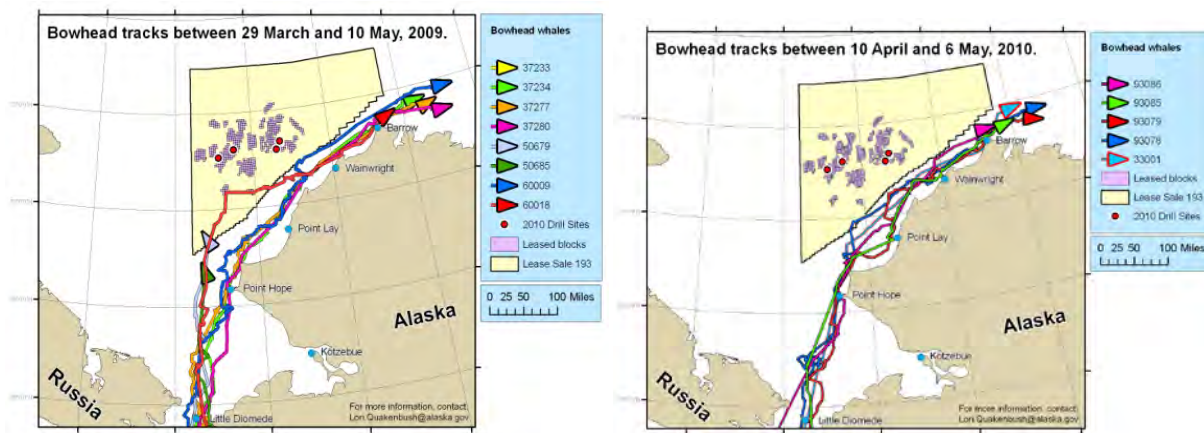 Bowhead tracks between 29 March and 10 May, 2009.
Barrow
Wainwright
Point Lay
Point Hope
Alaska
Kotzebue
Russia
Little Diomede
For more information, contact:
Lori.Quakenbush@alaska.gov
Bowhead whales
37233
37234
37277
37280
50679
50685
60009
60018
2010 Drill Sites
Leased blocks
Lease Sale 193
0 25 50 100 Miles
Bowhead tracks between 10 April and 6 May, 2010.
Barrow
Wainwright
Point Lay
Point Hope
Alaska
Kotzebue
Russia
Little Diomede
For more information, contact:
Lori.Quakenbush@alaska.gov
Bowhead whales
93086
93085
93079
93078
33001
Leased blocks
Lease Sale 193
2010 Drill Sites
0 25 50 100 Miles